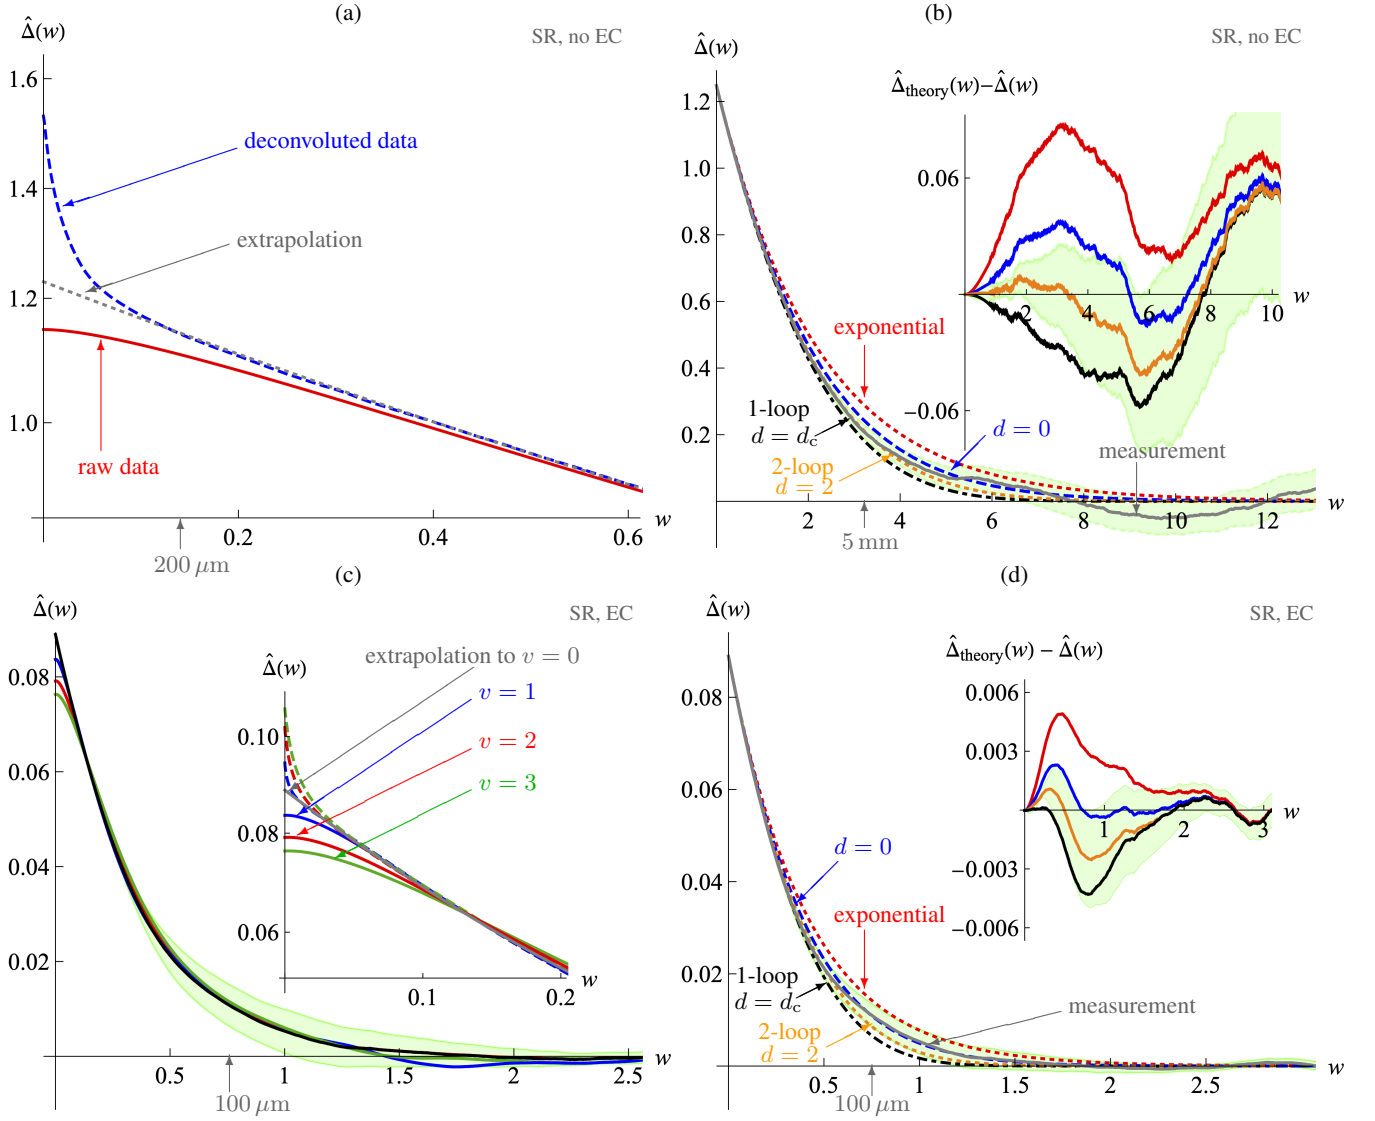 (a)
Δ̂(w)
SR, no EC
1.6
1.4
1.2
1.0
deconvoluted data
extrapolation
raw data
0.2
0.4
0.6
w
200 μm
(b)
Δ̂(w)
SR, no EC
1.2
1.0
0.8
0.6
0.4
0.2
Δ̂theory(w)−Δ̂(w)
0.06
−0.06
2
4
6
8
10
w
exponential
1-loop
d = dc
2-loop
d = 2
d = 0
measurement
2
4
6
8
10
12
w
5 mm
(c)
Δ̂(w)
SR, EC
0.08
0.06
0.04
0.02
Δ̂(w)
extrapolation to v = 0
v = 1
v = 2
v = 3
0.10
0.08
0.06
0.1
0.2
w
0.5
1
1.5
2
2.5
w
100 μm
(d)
Δ̂(w)
SR, EC
0.08
0.06
0.04
0.02
Δ̂theory(w) − Δ̂(w)
0.006
0.003
−0.003
−0.006
1
2
3
w
d = 0
exponential
1-loop
d = dc
2-loop
d = 2
measurement
0.5
1
1.5
2
2.5
w
100 μm